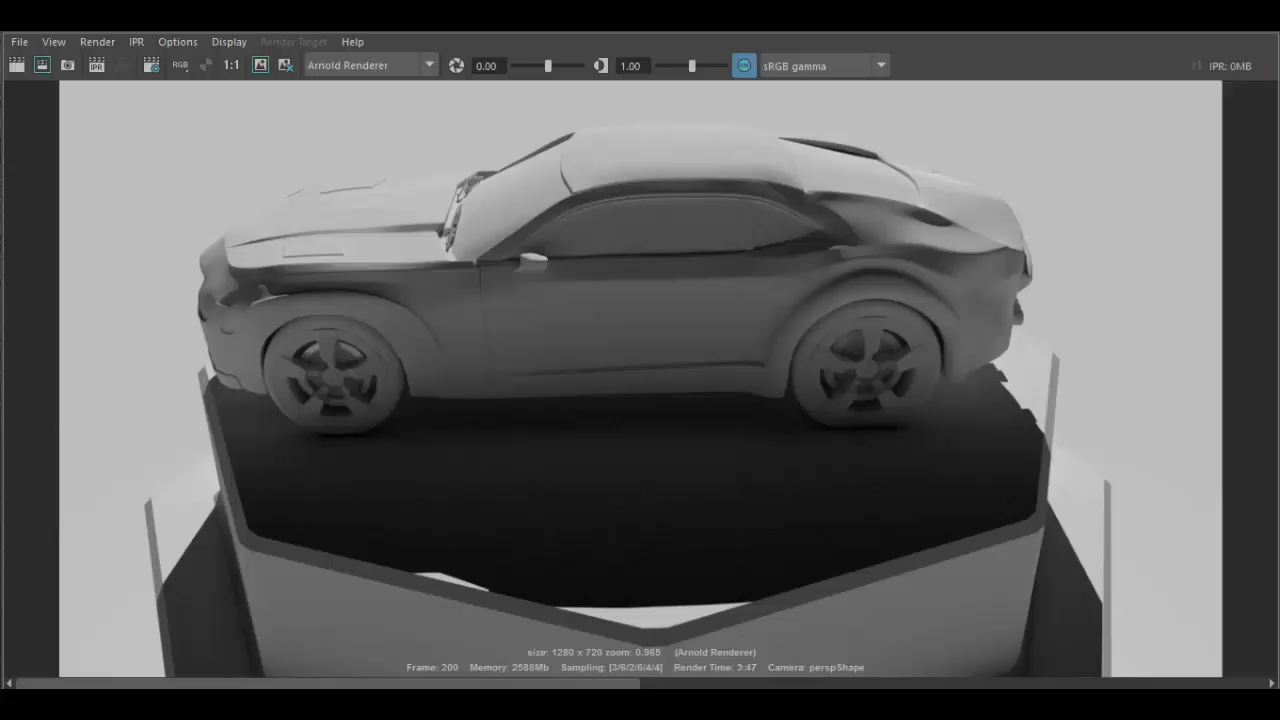 File View Render IPR Options Display Render Target Help
IPR RGB 1:1 Arnold Renderer 0.00 1.00 ON sRGB gamma IPR: 0MB
size: 1280 x 720 zoom: 0.965 (Arnold Renderer)
Frame: 200 Memory: 2588Mb Sampling: [3/6/2/6/4/4] Render Time: 3:47 Camera: perspShape